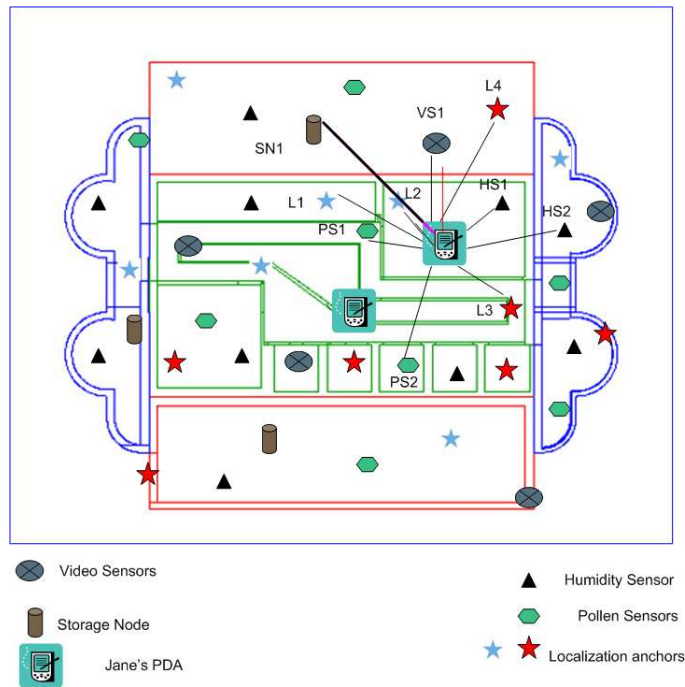 L4
VS1
SN1
L1
L2
HS1
PS1
HS2
L3
PS2
Video Sensors
Humidity Sensor
Storage Node
Pollen Sensors
Jane's PDA
Localization anchors